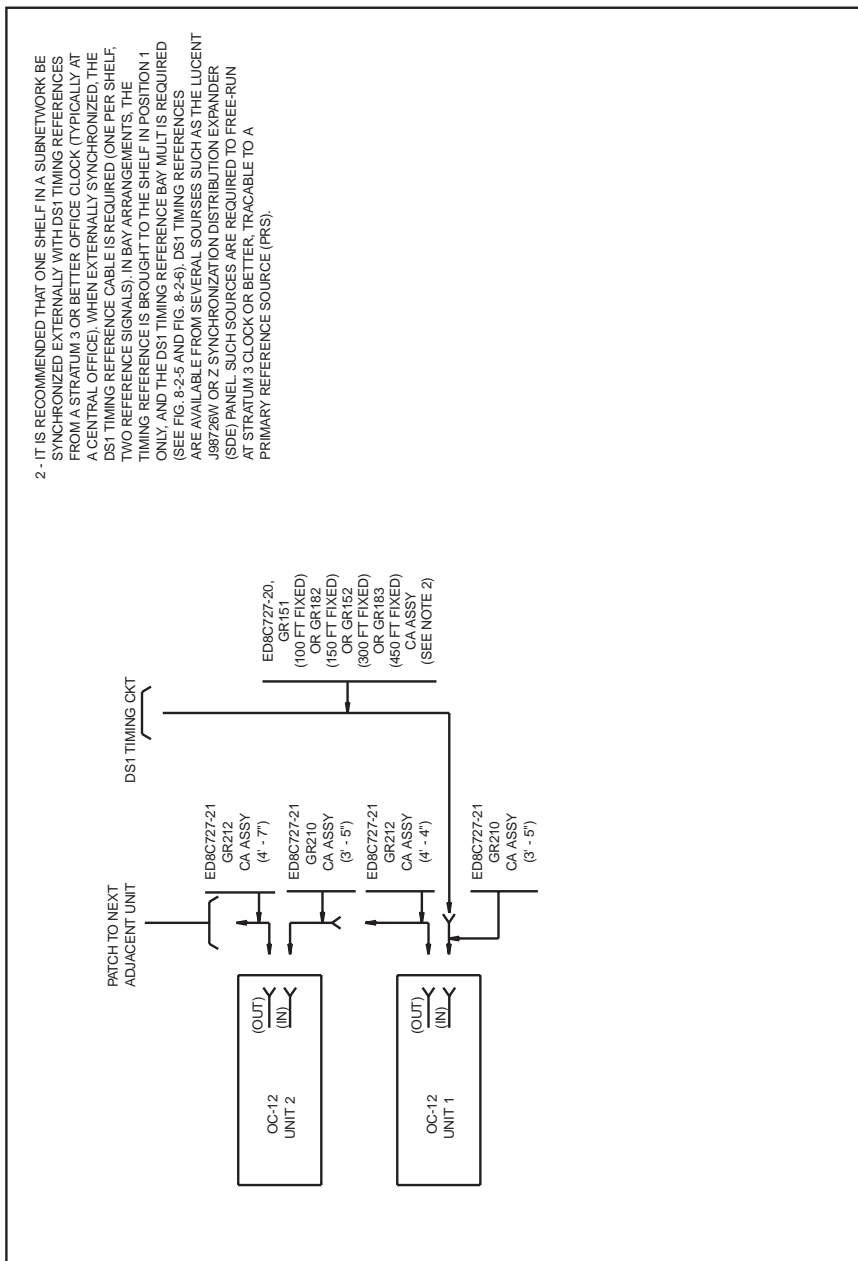 2 - IT IS RECOMMENDED THAT ONE SHELF IN A SUBNETWORK BE
SYNCHRONIZED EXTERNALLY WITH DS1 TIMING REFERENCES
FROM A STRATUM 3 OR BETTER OFFICE CLOCK (TYPICALLY AT
A CENTRAL OFFICE). WHEN EXTERNALLY SYNCHRONIZED, THE
DS1 TIMING REFERENCE CABLE IS REQUIRED (ONE PER SHELF,
TWO REFERENCE SIGNALS). IN BAY ARRANGEMENTS, THE
TIMING REFERENCE IS BROUGHT TO THE SHELF IN POSITION 1
ONLY, AND THE DS1 TIMING REFERENCE BAY MULT IS REQUIRED
(SEE FIG. 8-2-5 AND FIG. 8-2-6). DS1 TIMING REFERENCES
ARE AVAILABLE FROM SEVERAL SOURSES SUCH AS THE LUCENT
J98726W OR Z SYNCHRONIZATION DISTRIBUTION EXPANDER
(SDE) PANEL. SUCH SOURCES ARE REQUIRED TO FREE-RUN
AT STRATUM 3 CLOCK OR BETTER, TRACABLE TO A
PRIMARY REFERENCE SOURCE (PRS).
DS1 TIMING CKT
ED8C727-20,
GR151
(100 FT FIXED)
OR GR182
(150 FT FIXED)
OR GR152
(300 FT FIXED)
OR GR183
(450 FT FIXED)
CA ASSY
(SEE NOTE 2)
PATCH TO NEXT
ADJACENT UNIT
ED8C727-21
GR212
CA ASSY
(4' - 7")
ED8C727-21
GR210
CA ASSY
(3' - 5")
ED8C727-21
GR212
CA ASSY
(4' - 4")
ED8C727-21
GR210
CA ASSY
(3' - 5")
(OUT)
(IN)
OC-12
UNIT 2
(OUT)
(IN)
OC-12
UNIT 1